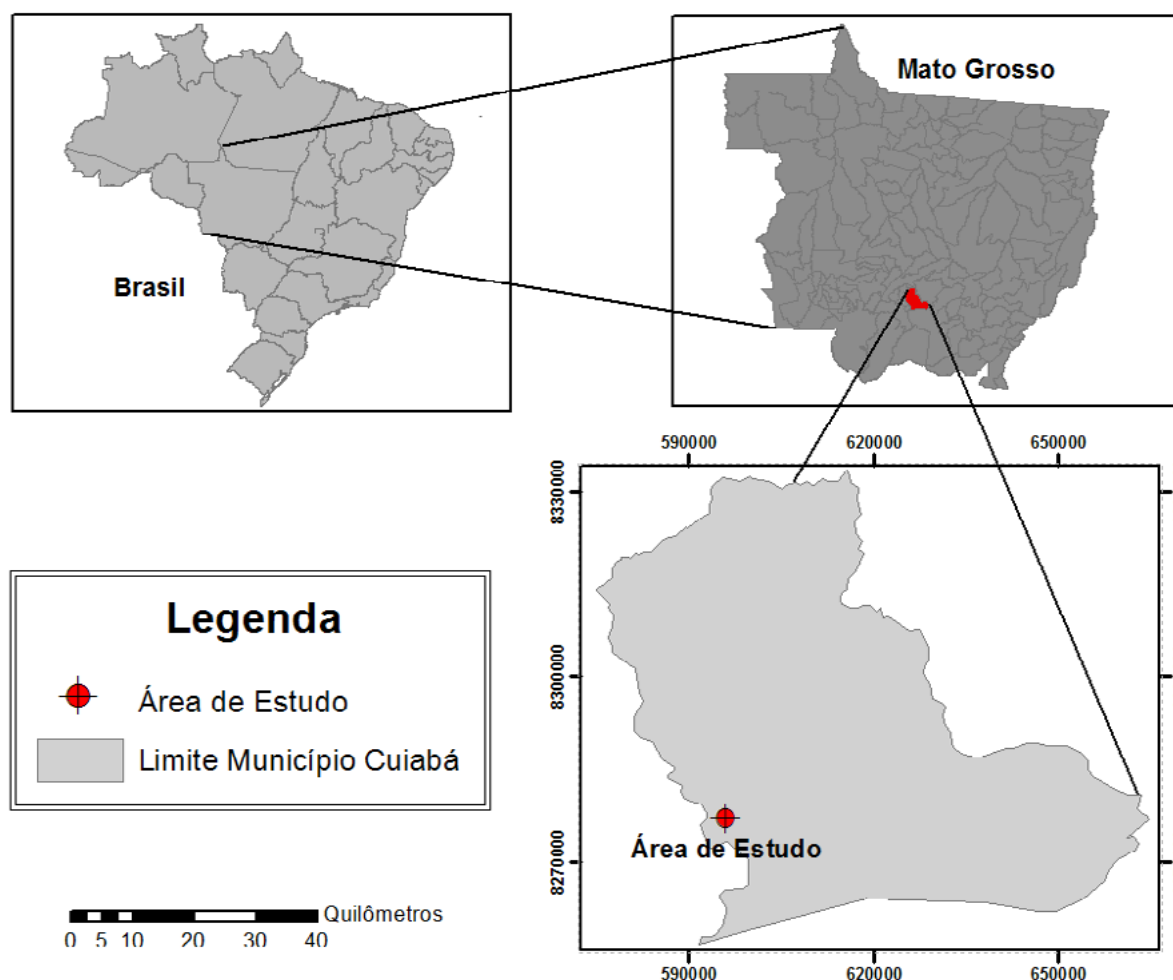 Brasil
Mato Grosso
590000 620000 650000
8330000
8300000
8270000
Área de Estudo
590000 620000 650000
Legenda
Área de Estudo
Limite Município Cuiabá
Quilômetros
0 5 10 20 30 40